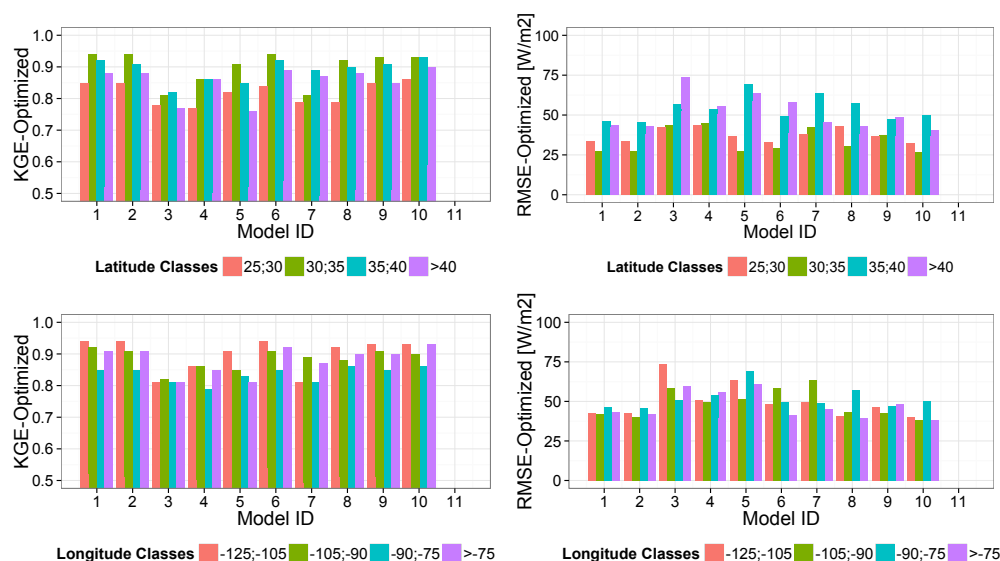 KGE-Optimized
1.0
0.9
0.8
0.7
0.6
0.5
1 2 3 4 5 6 7 8 9 10 11
Model ID
Latitude Classes 25;30 30;35 35;40 >40
RMSE-Optimized [W/m2]
100
75
50
25
0
1 2 3 4 5 6 7 8 9 10 11
Model ID
Latitude Classes 25;30 30;35 35;40 >40
KGE-Optimized
1.0
0.9
0.8
0.7
0.6
0.5
1 2 3 4 5 6 7 8 9 10 11
Model ID
Longitude Classes -125;-105 -105;-90 -90;-75 >-75
RMSE-Optimized [W/m2]
100
75
50
25
0
1 2 3 4 5 6 7 8 9 10 11
Model ID
Longitude Classes -125;-105 -105;-90 -90;-75 >-75